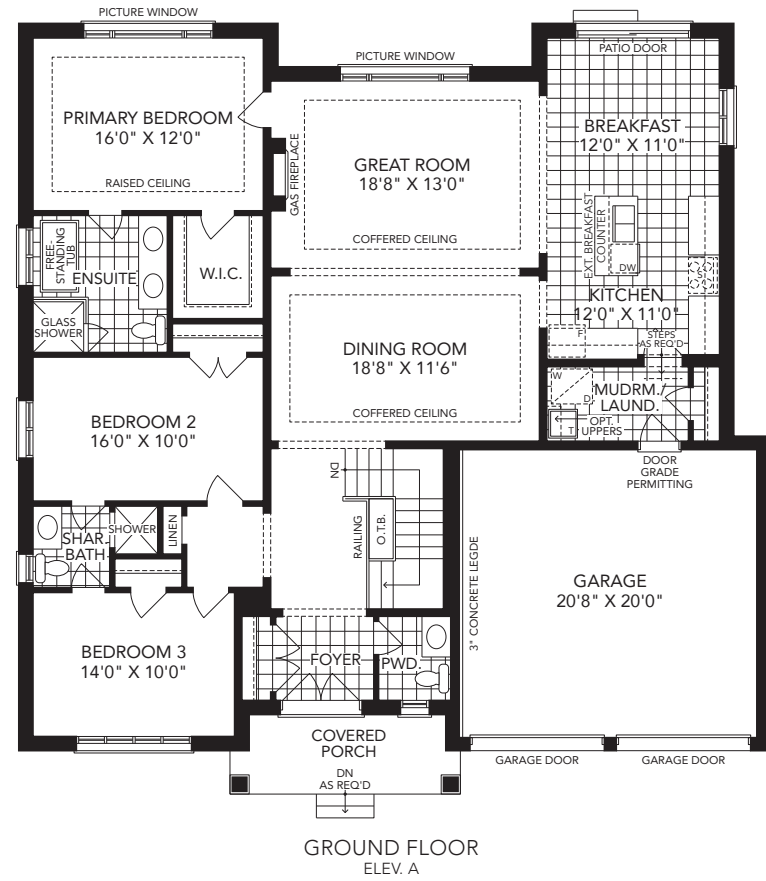 PICTURE WINDOW
PATIO DOOR
PICTURE WINDOW
PRIMARY BEDROOM
16'0" X 12'0"
RAISED CEILING
GAS FIREPLACE
GREAT ROOM
18'8" X 13'0"
COFFERED CEILING
BREAKFAST
12'0" X 11'0"
EXT. BREAKFAST
COUNTER
DW
S
KITCHEN
12'0" X 11'0"
F
STEPS
AS REQ'D
FREE-
STANDING
TUB
ENSUITE
GLASS
SHOWER
W.I.C.
DINING ROOM
18'8" X 11'6"
COFFERED CEILING
W
D
MUDRM./
LAUND.
OPT.
UPPERS
T
DOOR
GRADE
PERMITTING
BEDROOM 2
16'0" X 10'0"
DN
RAILING
O.T.B.
SHAR.
BATH
SHOWER
LINEN
3" CONCRETE LEGDE
GARAGE
20'8" X 20'0"
BEDROOM 3
14'0" X 10'0"
FOYER
PWD.
COVERED
PORCH
DN
AS REQ'D
GARAGE DOOR
GARAGE DOOR
GROUND FLOOR
ELEV. A